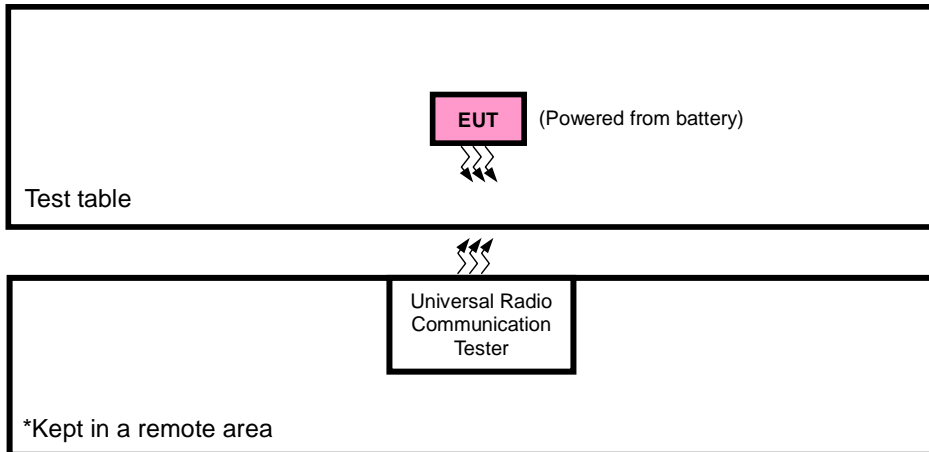 EUT
(Powered from battery)
Test table
Universal Radio
Communication
Tester
*Kept in a remote area